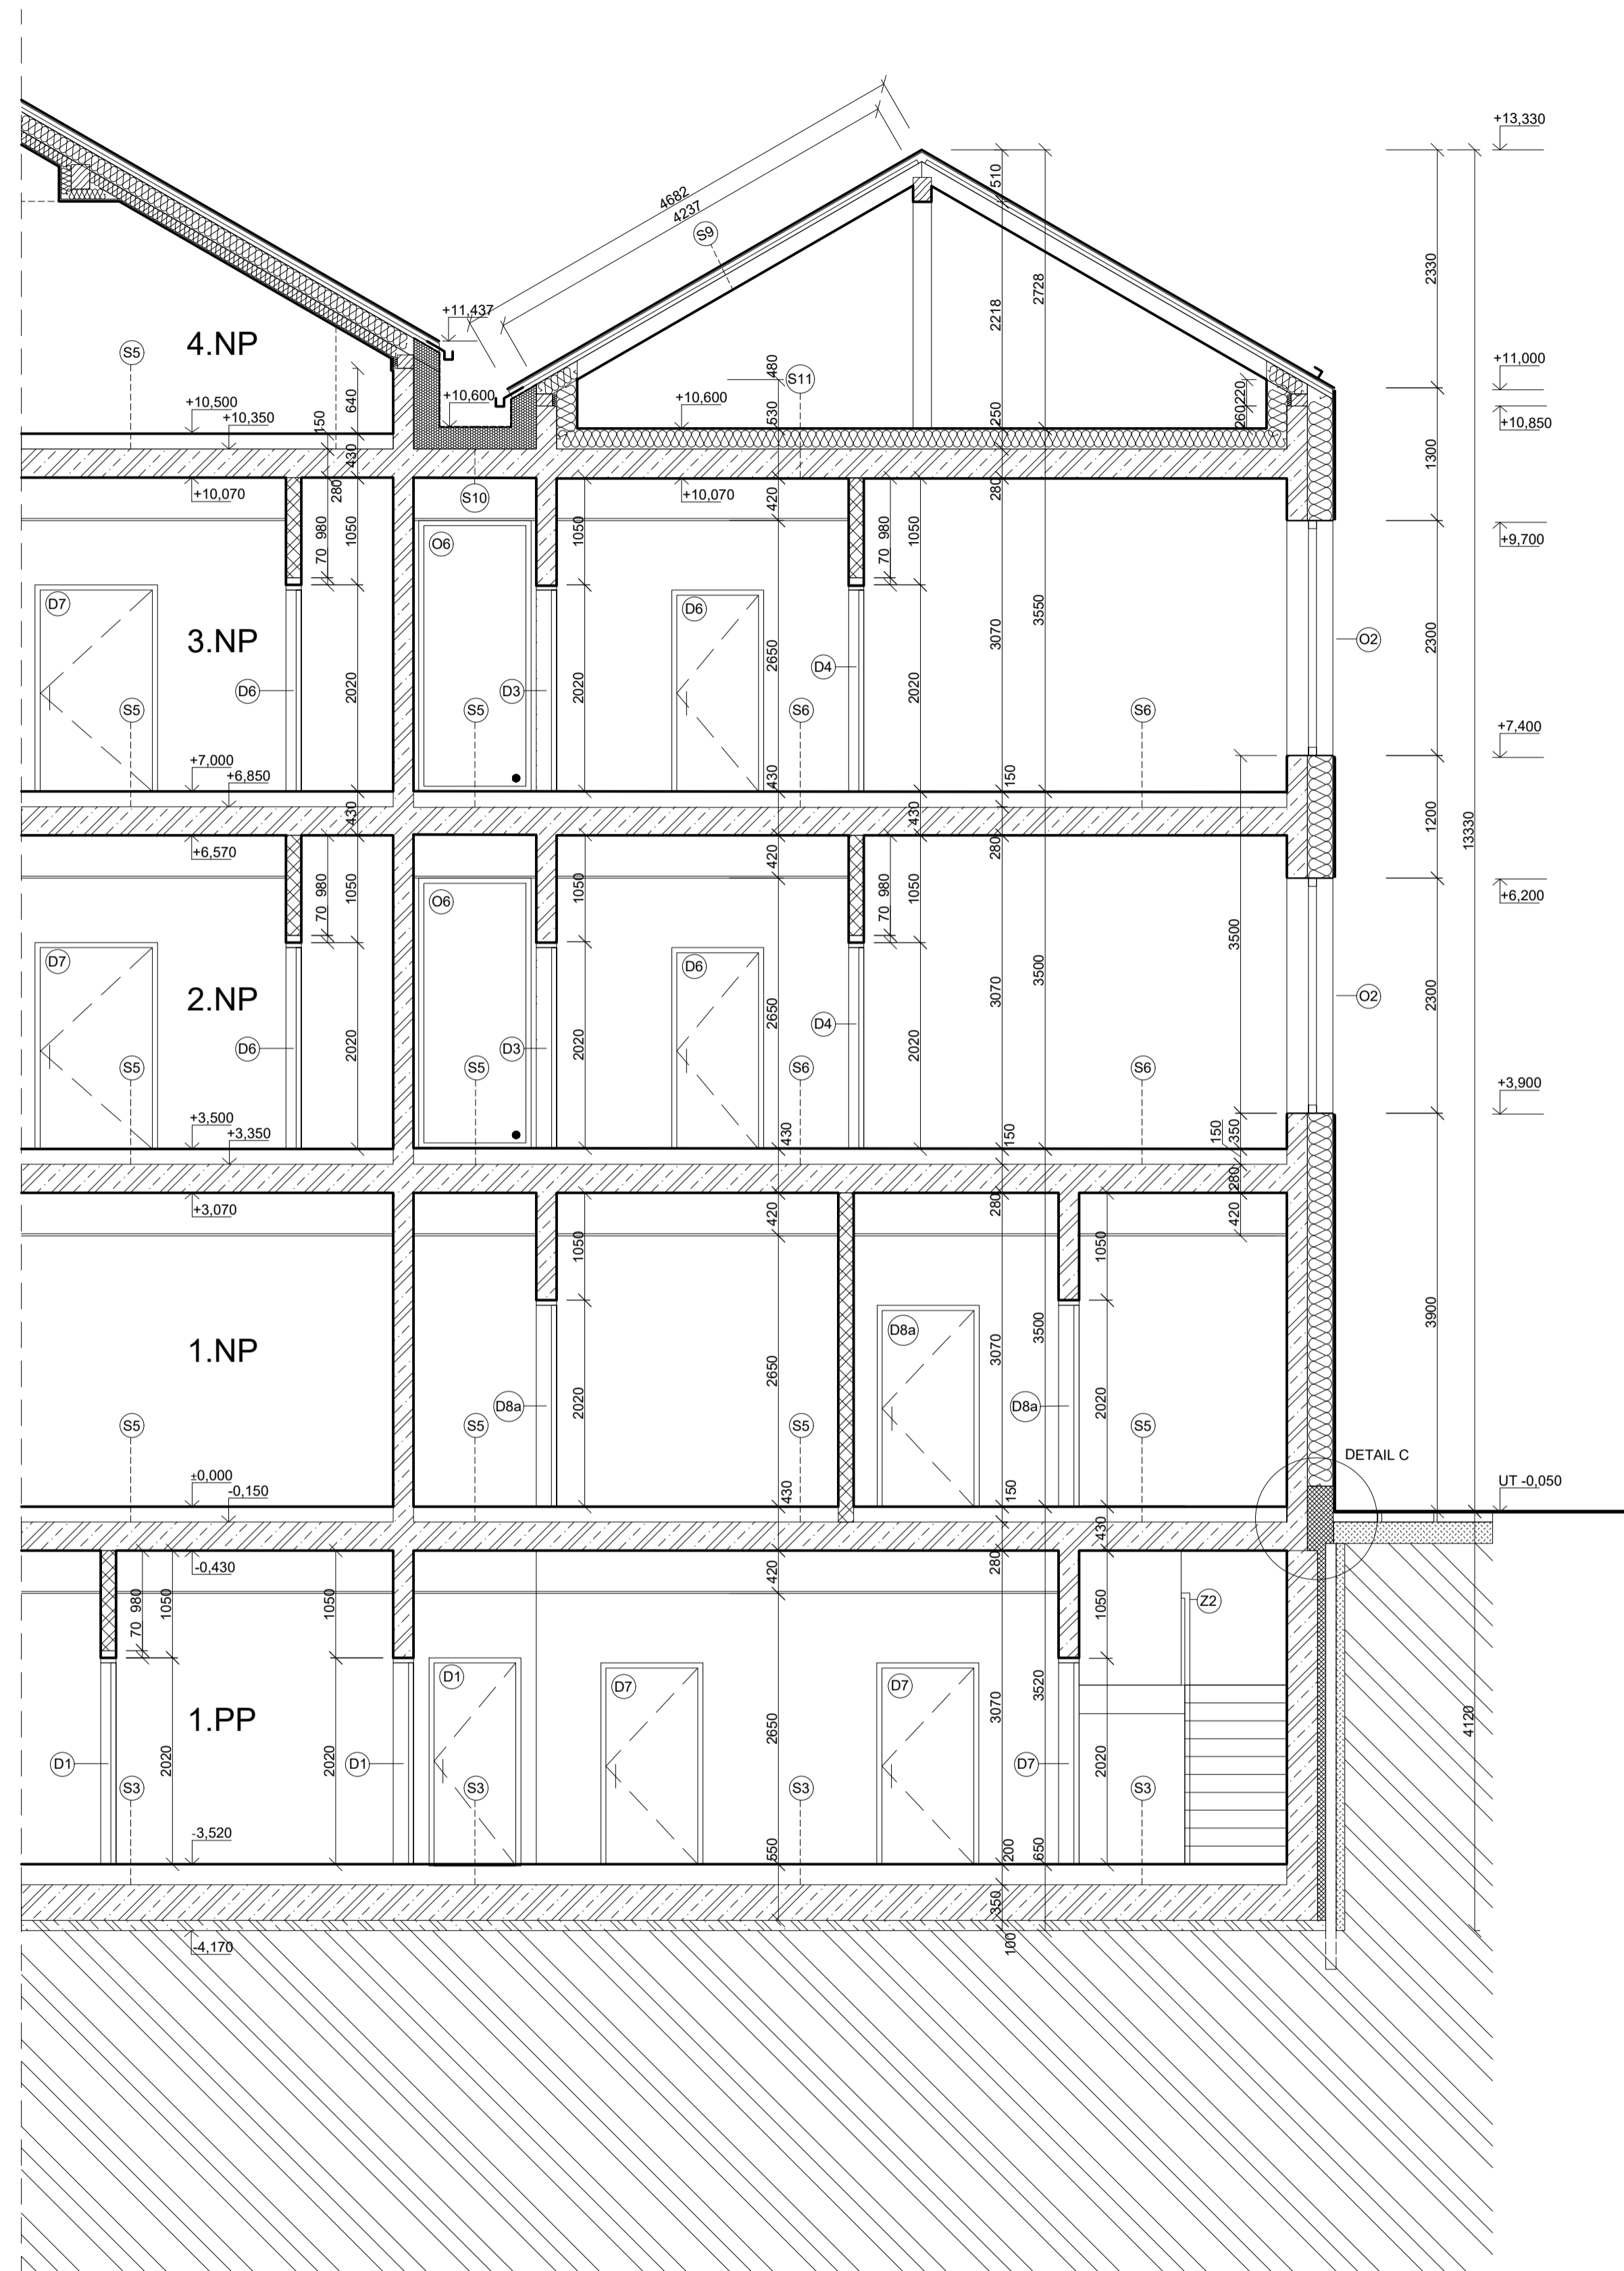 +13,330
510
4682
4237
S9
2330
2728
2218
+11,437
4.NP
S5
480
S11
+11,000
640
+10,600
+10,600
220
260
+10,850
+10,500
+10,350
150
430
530
250
1300
280
+10,070
S10
+10,070
420
280
+9,700
O6
980
70
1050
1050
980
70
1050
D7
D6
3.NP
3550
3070
2650
2300
O2
D6
D3
D4
2020
2020
2020
S5
S5
S6
S6
+7,400
+7,000
+6,850
430
150
430
430
1200
13330
+6,570
280
420
+6,200
O6
980
70
1050
1050
980
70
1050
3500
D7
D6
2.NP
3500
3070
2650
2300
O2
D6
D3
D4
2020
2020
2020
S5
S5
S6
S6
+3,900
+3,500
+3,350
430
150
150
350
280
+3,070
280
420
420
1050
1050
1.NP
D8a
3900
3500
3070
2650
D8a
D8a
2020
2020
S5
S5
S5
S5
DETAIL C
±0,000
-0,150
430
150
UT -0,050
430
-0,430
280
420
980
70
1050
1050
1050
Z2
D1
D7
D7
1.PP
3520
3070
2650
4120
D1
D1
D7
2020
2020
2020
S3
S3
S3
S3
-3,520
550
200
650
350
-4,170
100